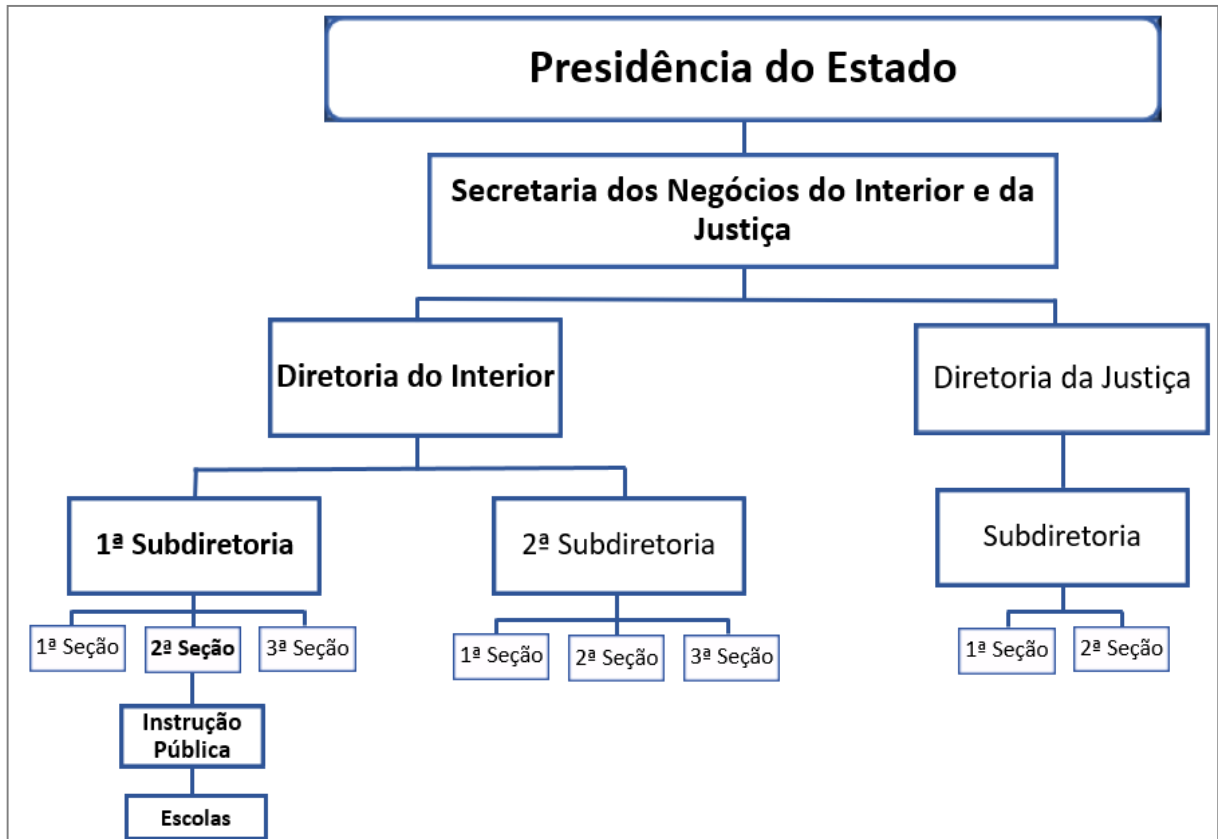 Presidência do Estado
Secretaria dos Negócios do Interior e da
Justiça
Diretoria do Interior
Diretoria da Justiça
1ª Subdiretoria
2ª Subdiretoria
Subdiretoria
1ª Seção
2ª Seção
3ª Seção
1ª Seção
2ª Seção
3ª Seção
1ª Seção
2ª Seção
Instrução
Pública
Escolas